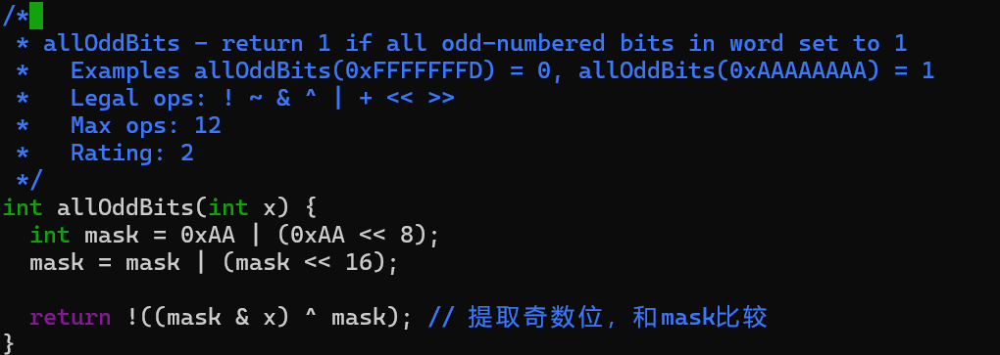 /*
 * allOddBits - return 1 if all odd-numbered bits in word set to 1
 *   Examples allOddBits(0xFFFFFFFD) = 0, allOddBits(0xAAAAAAAA) = 1
 *   Legal ops: ! ~ & ^ | + << >>
 *   Max ops: 12
 *   Rating: 2
 */
int allOddBits(int x) {
  int mask = 0xAA | (0xAA << 8);
  mask = mask | (mask << 16);

  return !((mask & x) ^ mask); // 提取奇数位，和mask比较
}